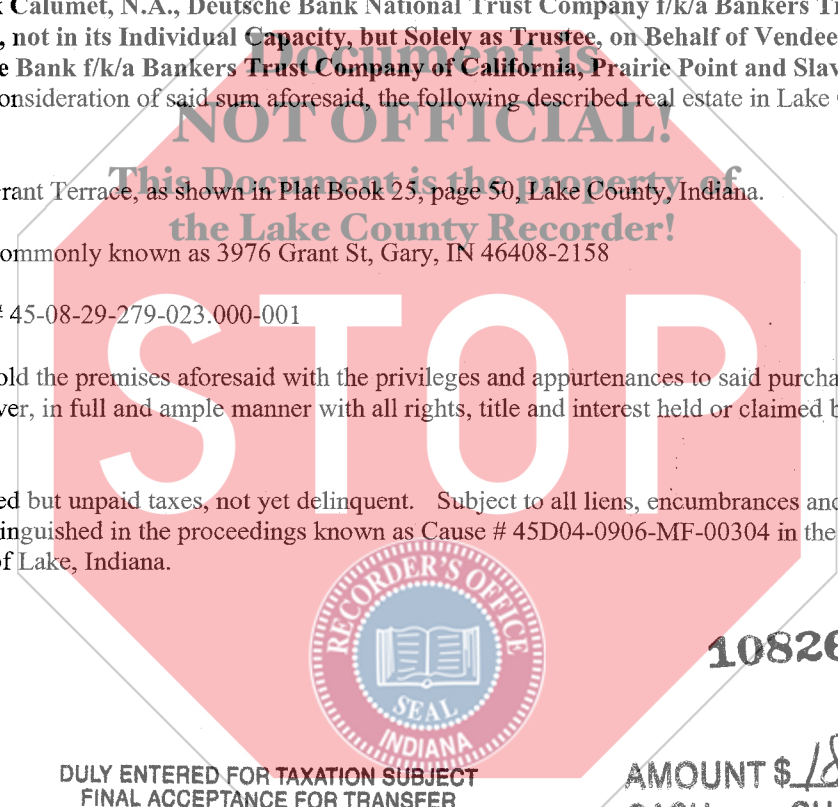 Calumet, N.A., Deutsche Bank National Trust Company f/k/a Bankers
, not in its Individual Capacity, but Solely as Trustee, on Behalf of Vendee
Document is
Bank f/k/a Bankers Trust Company of California, Prairie Point and Slav
onsideration of said sum aforesaid, the following described real estate in Lake
NOT OFFICIAL!
This Document is the property of
rant Terrace, as shown in Plat Book 25, page 50, Lake County, Indiana.
the Lake County Recorder!
ommonly known as 3976 Grant St, Gary, IN 46408-2158
45-08-29-279-023.000-001
STOP
old the premises aforesaid with the privileges and appurtenances to said purcha
ver, in full and ample manner with all rights, title and interest held or claimed b
ed but unpaid taxes, not yet delinquent. Subject to all liens, encumbrances and
inguished in the proceedings known as Cause # 45D04-0906-MF-00304 in the
of Lake, Indiana.
RECORDER'S OFFICE
SEAL
INDIANA
10826
DULY ENTERED FOR TAXATION SUBJECT
FINAL ACCEPTANCE FOR TRANSFER
AMOUNT $ 18